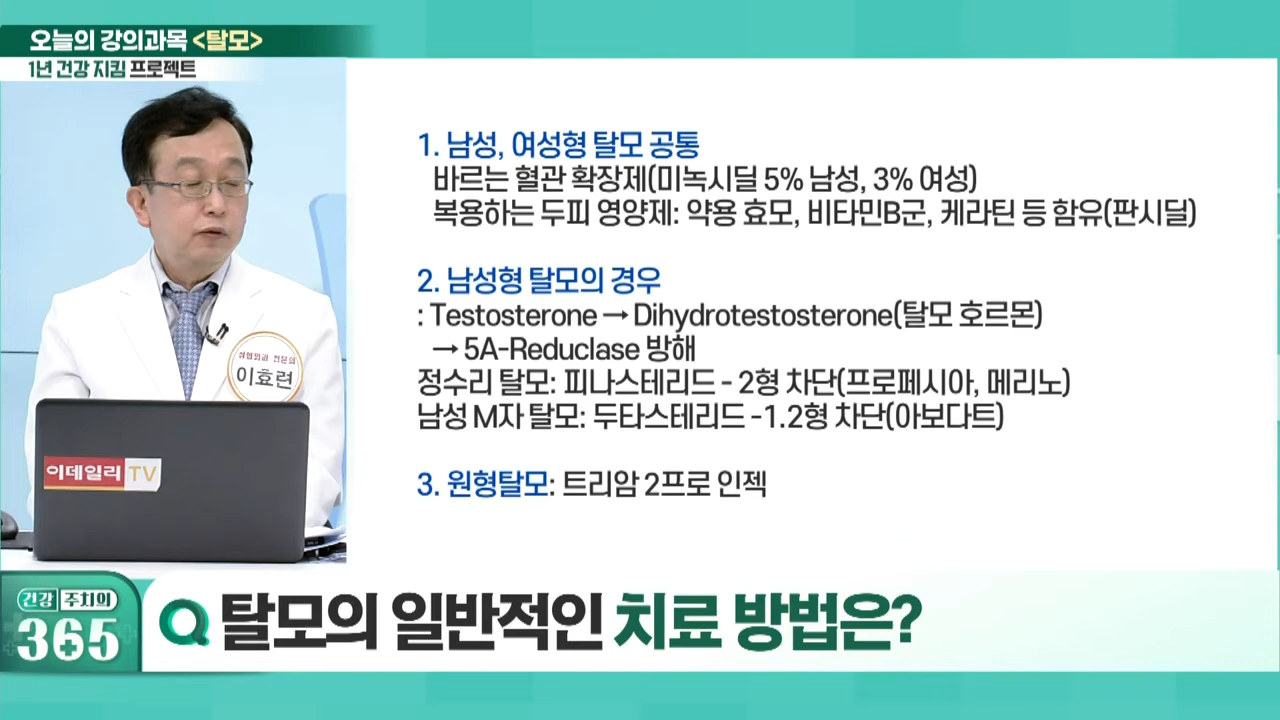 오늘의 강의과목 <탈모>
1년 건강 지킴 프로젝트
1. 남성, 여성형 탈모 공통
바르는 혈관 확장제(미녹시딜 5% 남성, 3% 여성)
복용하는 두피 영양제: 약용 효모, 비타민B군, 케라틴 등 함유(판시딜)
2. 남성형 탈모의 경우
: Testosterone → Dihydrotestosterone(탈모 호르몬)
→ 5A-Reduclase 방해
정수리 탈모: 피나스테리드 - 2형 차단(프로페시아, 메리노)
남성 M자 탈모: 두타스테리드 -1.2형 차단(아보다트)
3. 원형탈모: 트리암 2프로 인젝
성형외과 전문의
이효련
이데일리 TV
건강 주치의
365
Q 탈모의 일반적인 치료 방법은?